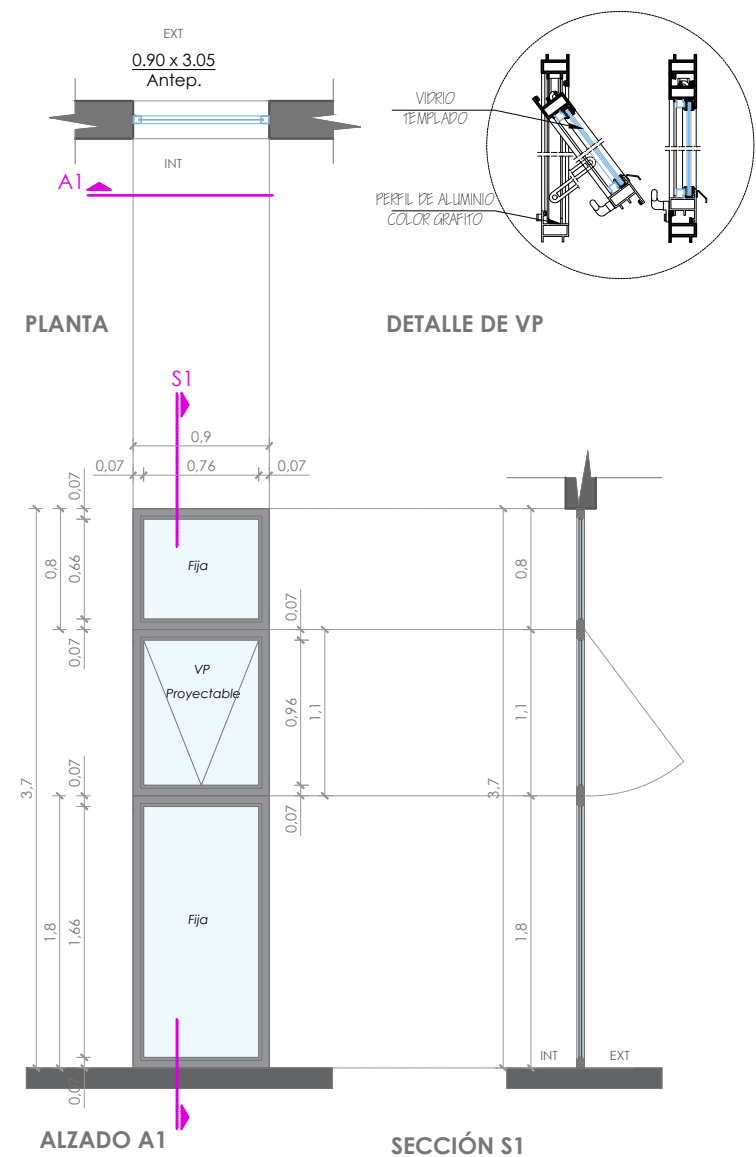 EXT
0.90 x 3.05
Antep.
INT
A1
VIDRIO
TEMPLADO
PERFIL DE ALUMINIO
COLOR GRAFITO
PLANTA
DETALLE DE VP
S1
0,9
0,07
0,76
0,07
0,07
0,8
0,66
0,07
Fija
0,07
VP
Proyectable
0,96
1,1
0,07
0,07
3,7
1,8
1,66
0,07
Fija
0,8
1,1
3,7
1,8
INT
EXT
ALZADO A1
SECCIÓN S1